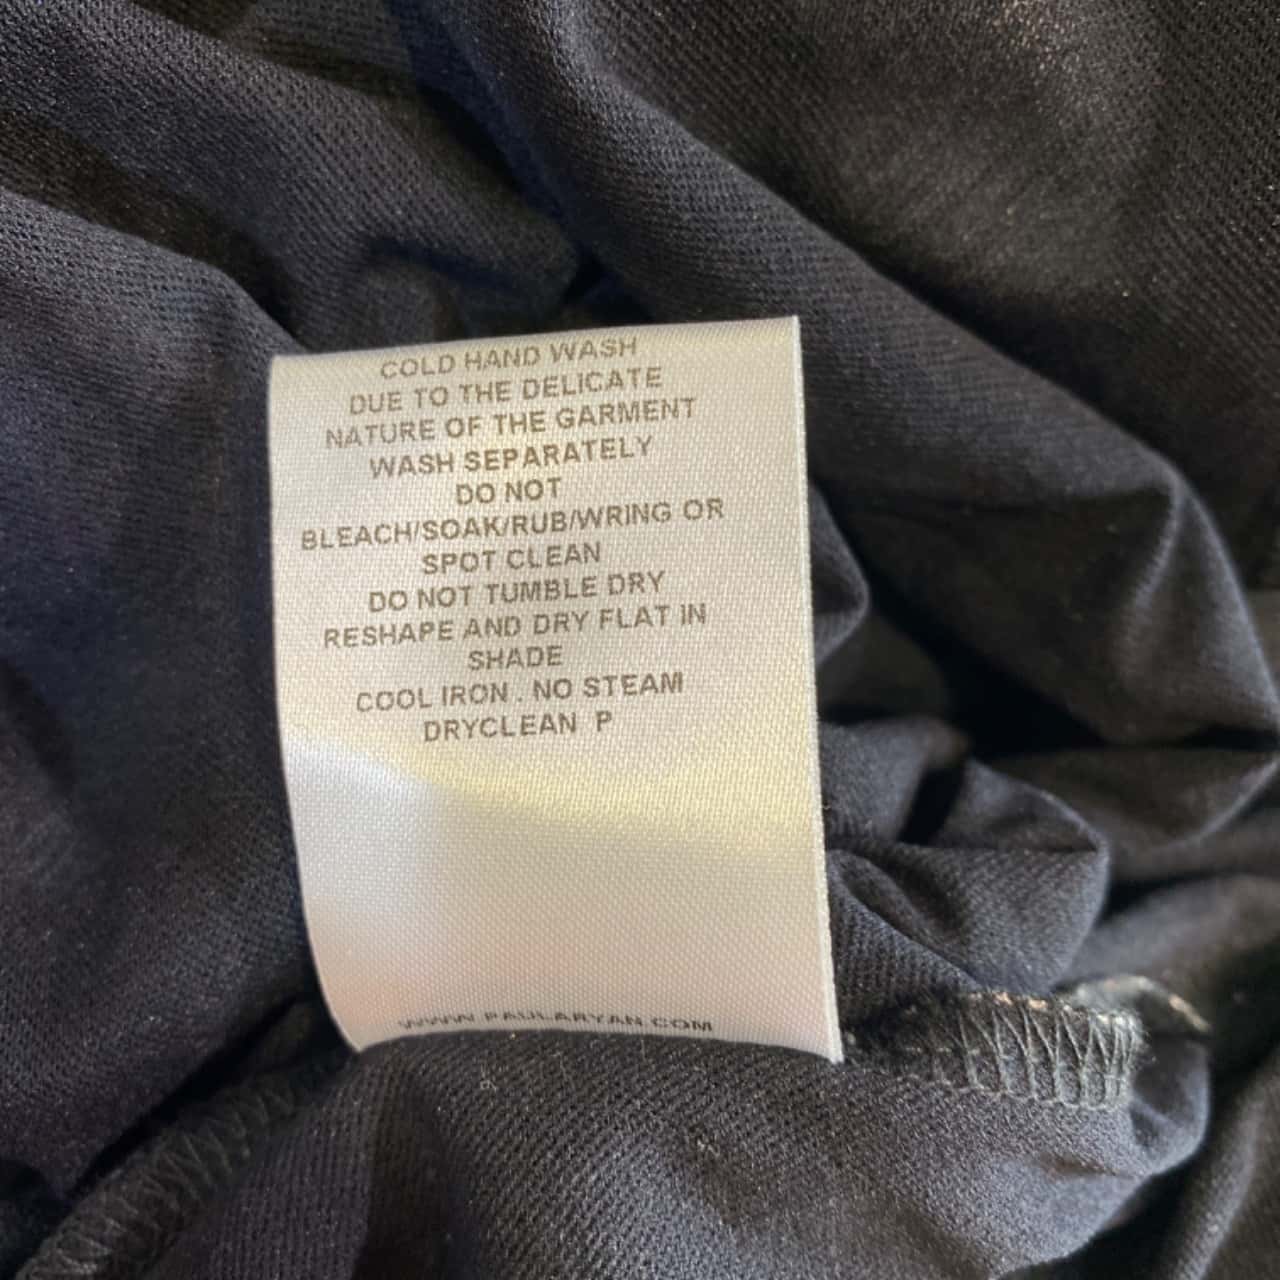 COLD HAND WASH
DUE TO THE DELICATE
NATURE OF THE GARMENT
WASH SEPARATELY
DO NOT
BLEACH/SOAK/RUB/WRING OR
SPOT CLEAN
DO NOT TUMBLE DRY
RESHAPE AND DRY FLAT IN
SHADE
COOL IRON . NO STEAM
DRYCLEAN P
WWW.PAULARYAN.COM